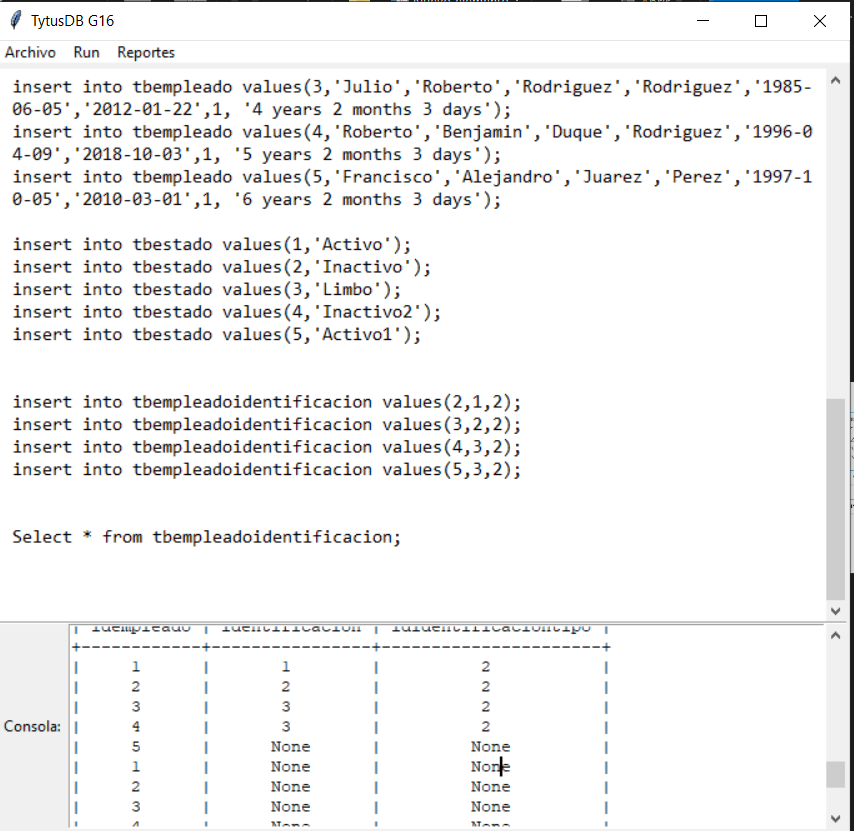 TytusDB G16
Archivo Run Reportes
insert into tbempleado values(3,'Julio','Roberto','Rodriguez','Rodriguez','1985-
06-05','2012-01-22',1, '4 years 2 months 3 days');
insert into tbempleado values(4,'Roberto','Benjamin','Duque','Rodriguez','1996-0
4-09','2018-10-03',1, '5 years 2 months 3 days');
insert into tbempleado values(5,'Francisco','Alejandro','Juarez','Perez','1997-1
0-05','2010-03-01',1, '6 years 2 months 3 days');
insert into tbestado values(1,'Activo');
insert into tbestado values(2,'Inactivo');
insert into tbestado values(3,'Limbo');
insert into tbestado values(4,'Inactivo2');
insert into tbestado values(5,'Activo1');
insert into tbempleadoidentificacion values(2,1,2);
insert into tbempleadoidentificacion values(3,2,2);
insert into tbempleadoidentificacion values(4,3,2);
insert into tbempleadoidentificacion values(5,3,2);
Select * from tbempleadoidentificacion;
Consola:
| idempleado | identificacion | ididentificaciontipo |
+------------+----------------+----------------------+
| 1 | 1 | 2 |
| 2 | 2 | 2 |
| 3 | 3 | 2 |
| 4 | 3 | 2 |
| 5 | None | None |
| 1 | None | None |
| 2 | None | None |
| 3 | None | None |
| 4 | None | None |